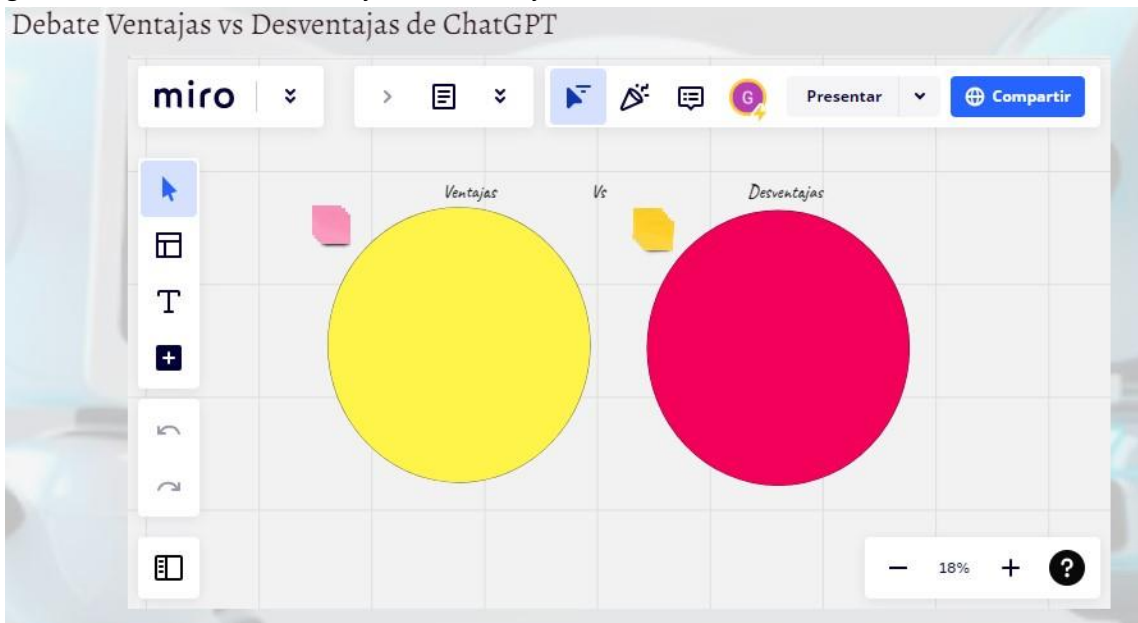 Debate Ventajas vs Desventajas de ChatGPT
miro
G
Presentar
Compartir
Ventajas Vs Desventajas
T
18%
?